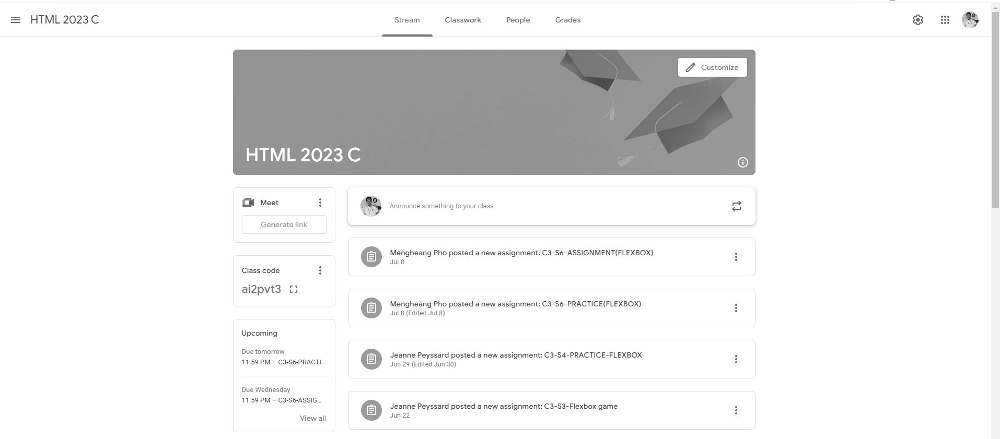 HTML 2023 C
Stream
Classwork
People
Grades
Customize
HTML 2023 C
Meet
Generate link
Class code
ai2pvt3
Upcoming
Due tomorrow
11:59 PM – C3-S6-PRACTI...
Due Wednesday
11:59 PM – C3-S6-ASSIG...
View all
Announce something to your class
Mengheang Pho posted a new assignment: C3-S6-ASSIGNMENT(FLEXBOX)
Jul 8
Mengheang Pho posted a new assignment: C3-S6-PRACTICE(FLEXBOX)
Jul 8 (Edited Jul 8)
Jeanne Peyssard posted a new assignment: C3-S4-PRACTICE-FLEXBOX
Jun 29 (Edited Jun 30)
Jeanne Peyssard posted a new assignment: C3-S3-Flexbox game
Jun 22